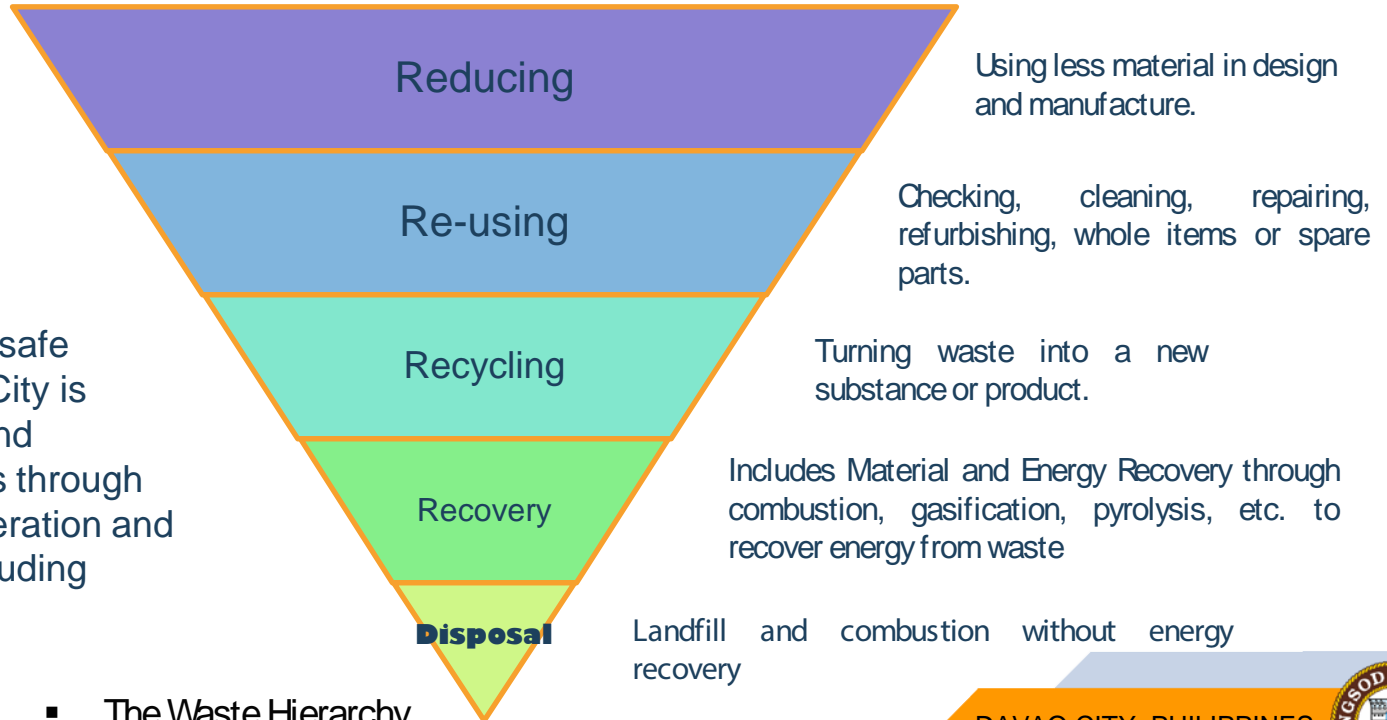 Reducing
Using less material in design
and manufacture.
Re-using
Checking, cleaning, repairing,
refurbishing, whole items or spare
parts.
Recycling
Turning waste into a new
substance or product.
safe
City is
through
Recovery
Includes Material and Energy Recovery through
combustion, gasification, pyrolysis, etc. to
recover energy from waste
and
Disposal
Landfill and combustion without energy
recovery
▪ The Waste Hierarchy
DAVAO CITY, PHILIPPINES